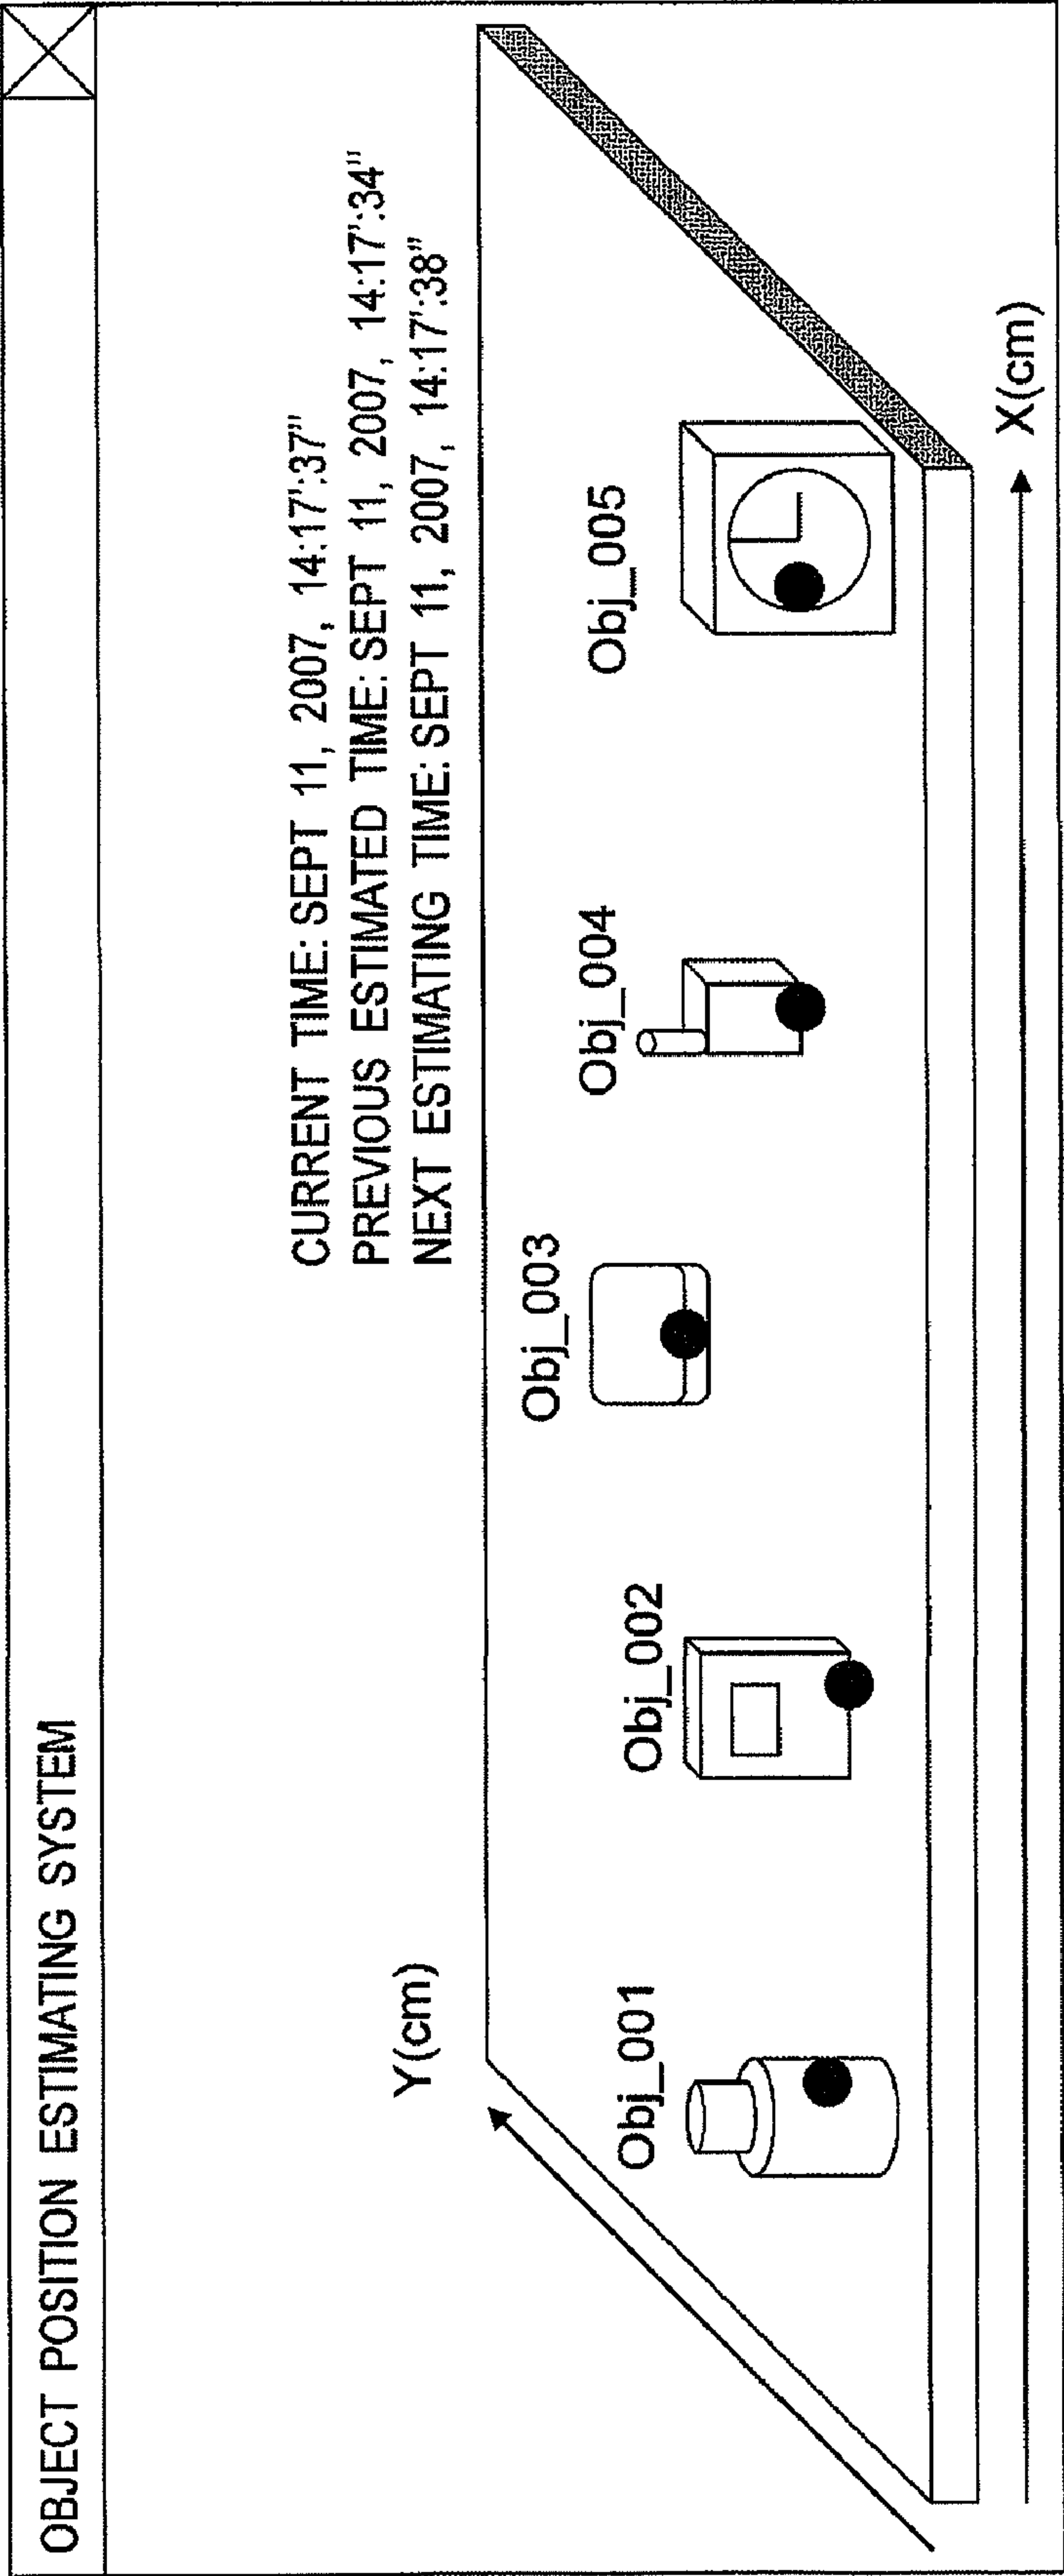 OBJECT POSITION ESTIMATING SYSTEM
CURRENT TIME: SEPT 11, 2007, 14:17':37"
PREVIOUS ESTIMATED TIME: SEPT 11, 2007, 14:17':34"
NEXT ESTIMATING TIME: SEPT 11, 2007, 14:17':38"
Y(cm)
Obj_001
Obj_002
Obj_003
Obj_004
Obj_005
X(cm)